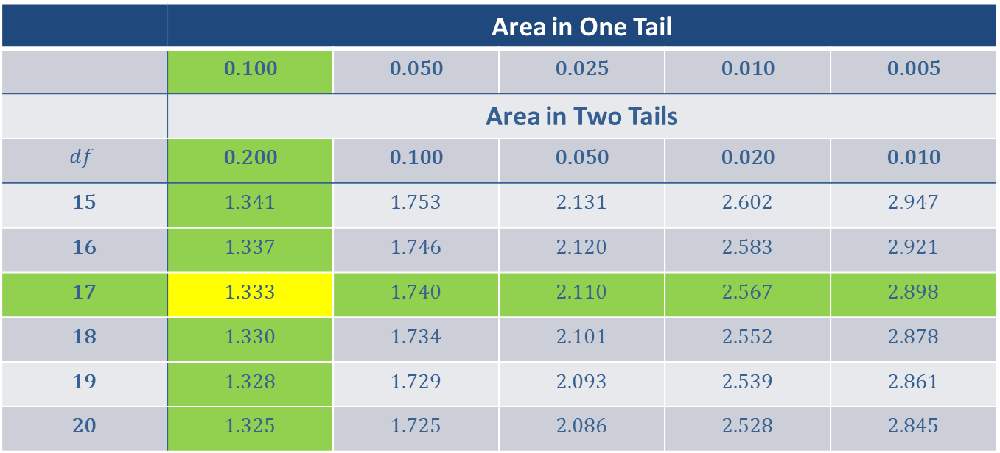 Area in One Tail
0.100 0.050 0.025 0.010 0.005
Area in Two Tails
df 0.200 0.100 0.050 0.020 0.010
15 1.341 1.753 2.131 2.602 2.947
16 1.337 1.746 2.120 2.583 2.921
17 1.333 1.740 2.110 2.567 2.898
18 1.330 1.734 2.101 2.552 2.878
19 1.328 1.729 2.093 2.539 2.861
20 1.325 1.725 2.086 2.528 2.845